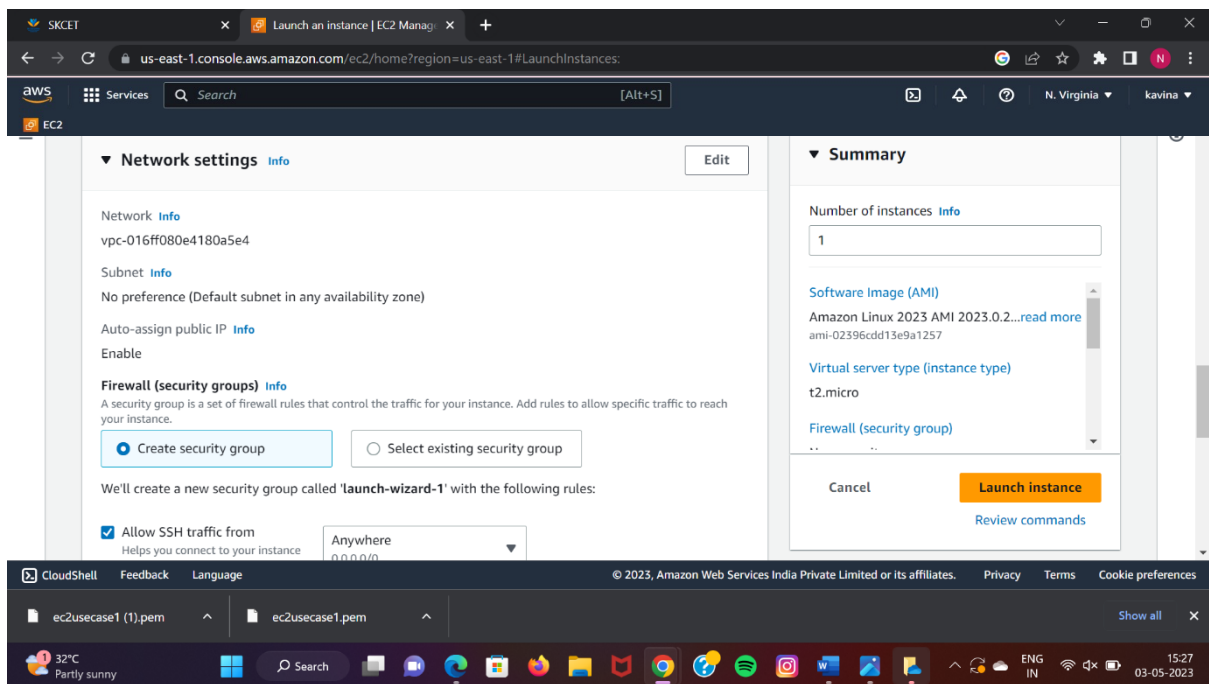 SKCET
Launch an instance | EC2 Manage
us-east-1.console.aws.amazon.com/ec2/home?region=us-east-1#LaunchInstances:
N
aws
Services
Search
[Alt+S]
N. Virginia
kavina
EC2
Network settings Info
Edit
Network Info
vpc-016ff080e4180a5e4
Subnet Info
No preference (Default subnet in any availability zone)
Auto-assign public IP Info
Enable
Firewall (security groups) Info
A security group is a set of firewall rules that control the traffic for your instance. Add rules to allow specific traffic to reach
your instance.
Create security group
Select existing security group
We'll create a new security group called 'launch-wizard-1' with the following rules:
Allow SSH traffic from
Helps you connect to your instance
Anywhere
0.0.0.0/0
Summary
Number of instances Info
1
Software Image (AMI)
Amazon Linux 2023 AMI 2023.0.2...read more
ami-02396cdd13e9a1257
Virtual server type (instance type)
t2.micro
Firewall (security group)
Cancel
Launch instance
Review commands
CloudShell
Feedback
Language
© 2023, Amazon Web Services India Private Limited or its affiliates.
Privacy
Terms
Cookie preferences
ec2usecase1 (1).pem
ec2usecase1.pem
Show all
1
32°C
Partly sunny
Search
ENG
IN
15:27
03-05-2023